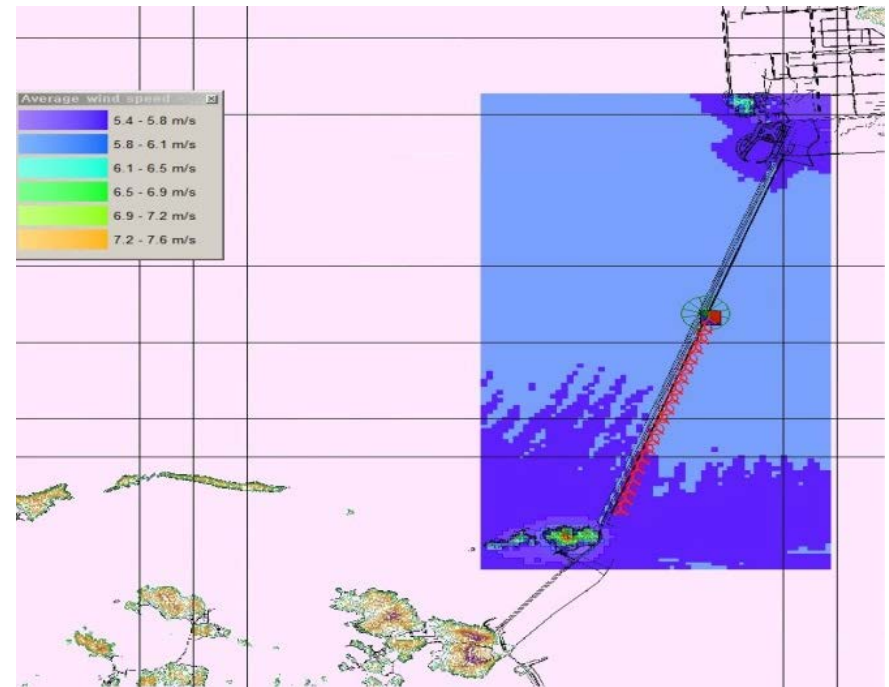 Average wind speed
5.4 - 5.8 m/s
5.8 - 6.1 m/s
6.1 - 6.5 m/s
6.5 - 6.9 m/s
6.9 - 7.2 m/s
7.2 - 7.6 m/s